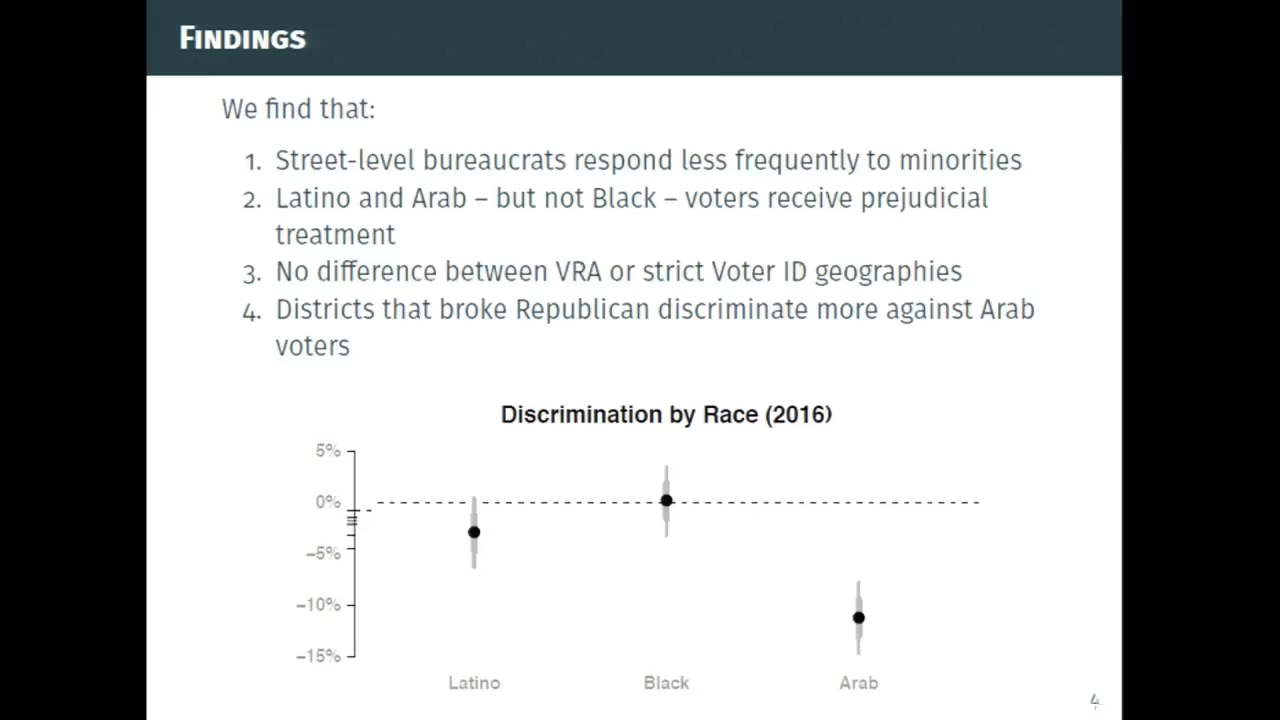 Findings
We find that:
1. Street-level bureaucrats respond less frequently to minorities
2. Latino and Arab – but not Black – voters receive prejudicial
treatment
3. No difference between VRA or strict Voter ID geographies
4. Districts that broke Republican discriminate more against Arab
voters
Discrimination by Race (2016)
5%
0%
−5%
−10%
−15%
Latino Black Arab
4